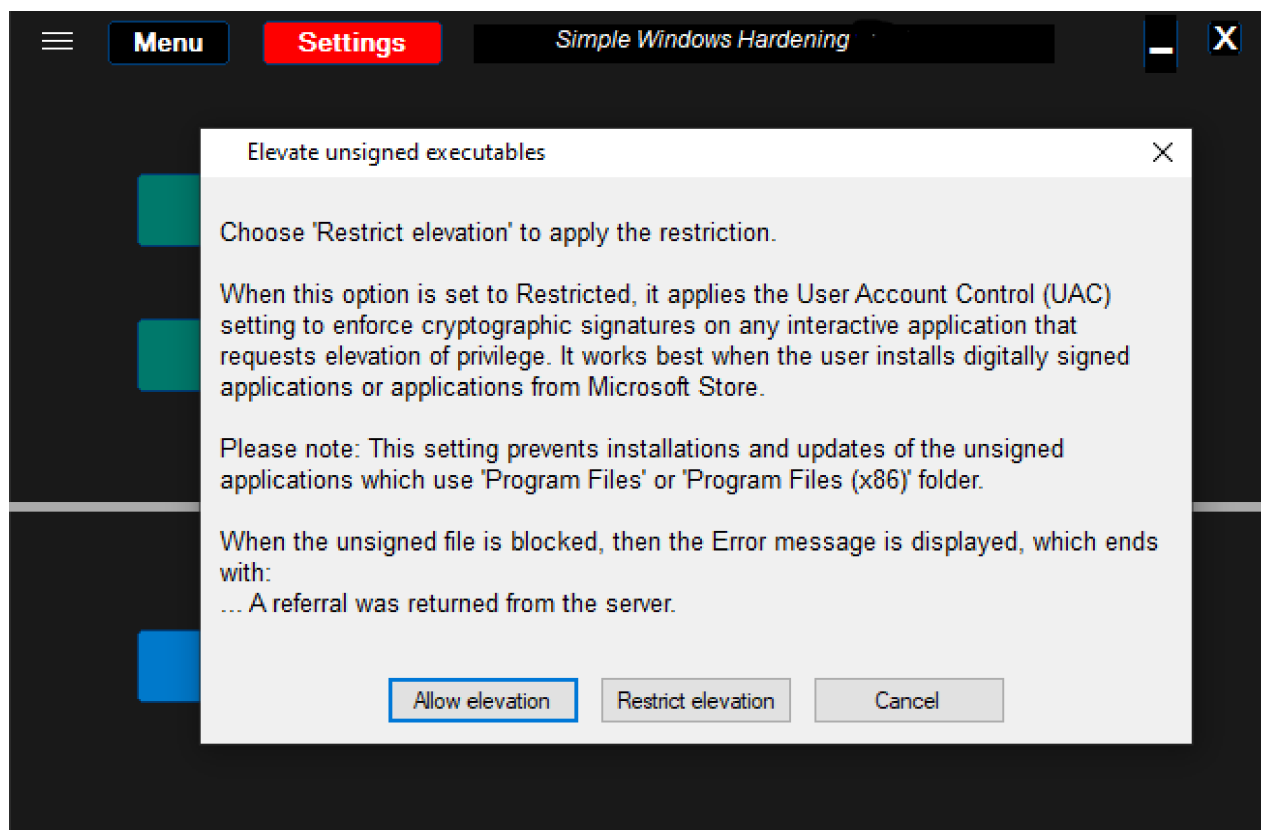 Menu
Settings
Simple Windows Hardening
X
Elevate unsigned executables
Choose 'Restrict elevation' to apply the restriction.
When this option is set to Restricted, it applies the User Account Control (UAC)
setting to enforce cryptographic signatures on any interactive application that
requests elevation of privilege. It works best when the user installs digitally signed
applications or applications from Microsoft Store.
Please note: This setting prevents installations and updates of the unsigned
applications which use 'Program Files' or 'Program Files (x86)' folder.
When the unsigned file is blocked, then the Error message is displayed, which ends
with:
... A referral was returned from the server.
Allow elevation
Restrict elevation
Cancel